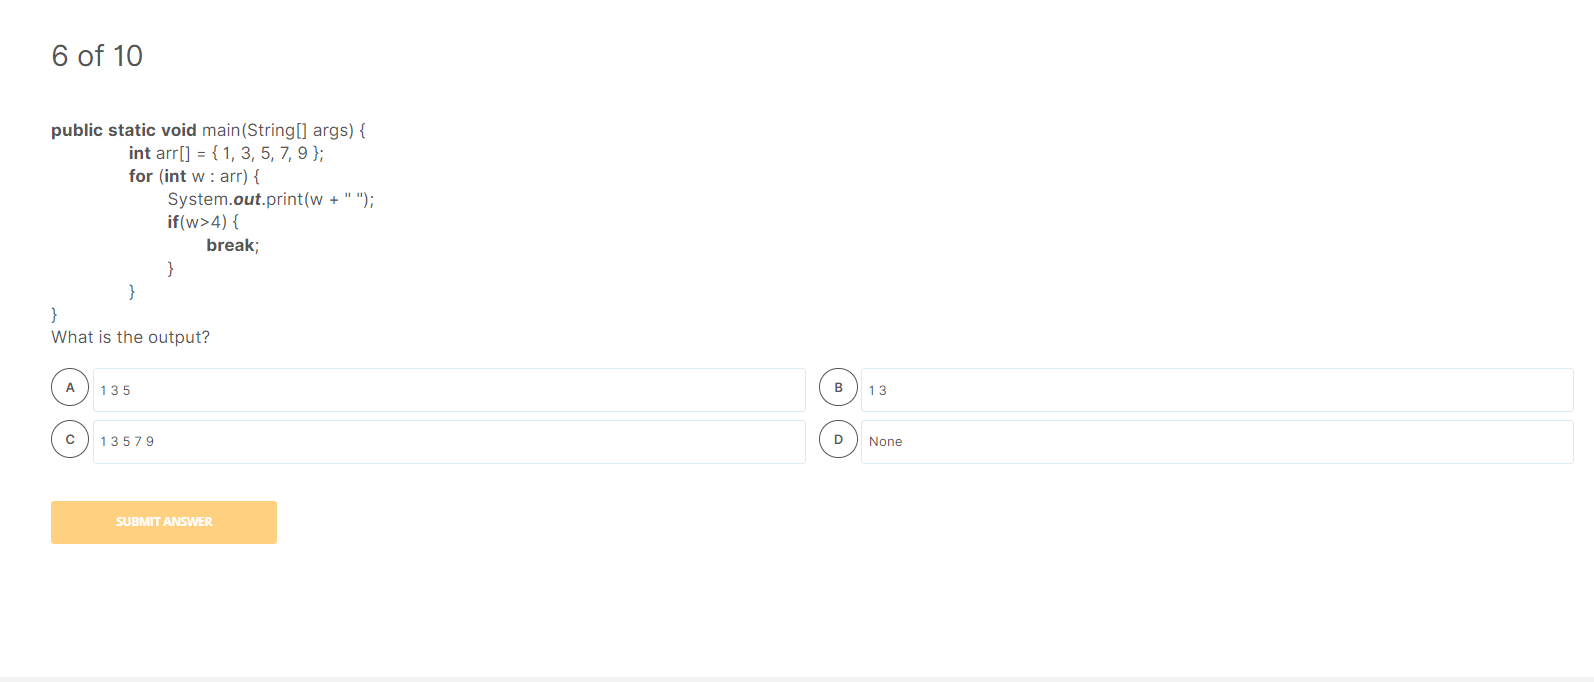 6 of 10
public static void main(String[] args) {
int arr[] = { 1, 3, 5, 7, 9 };
for (int w : arr) {
System.out.print(w + " ");
if(w>4) {
break;
}
}
}
What is the output?
A 1 3 5
B 1 3
C 1 3 5 7 9
D None
SUBMIT ANSWER